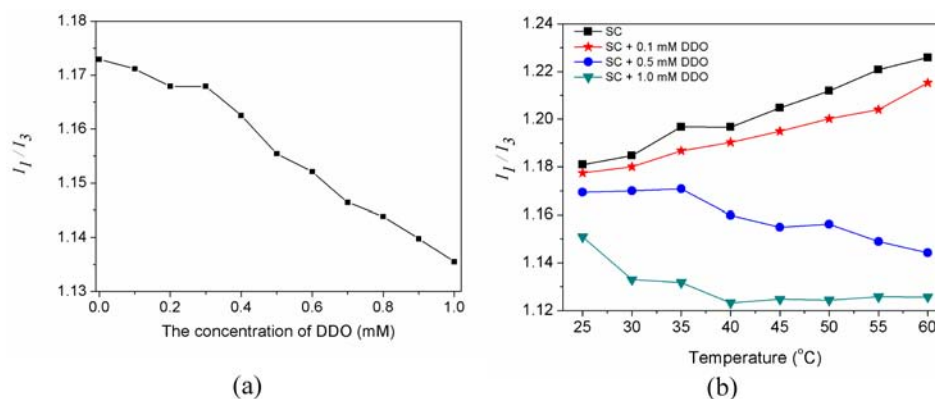 1.18
1.17
1.16
1.15
1.14
1.13
I1 / I3
0.0 0.2 0.4 0.6 0.8 1.0
The concentration of DDO (mM)
(a)
1.24
1.22
1.20
1.18
1.16
1.14
1.12
I1 / I3
SC
SC + 0.1 mM DDO
SC + 0.5 mM DDO
SC + 1.0 mM DDO
25 30 35 40 45 50 55 60
Temperature (°C)
(b)